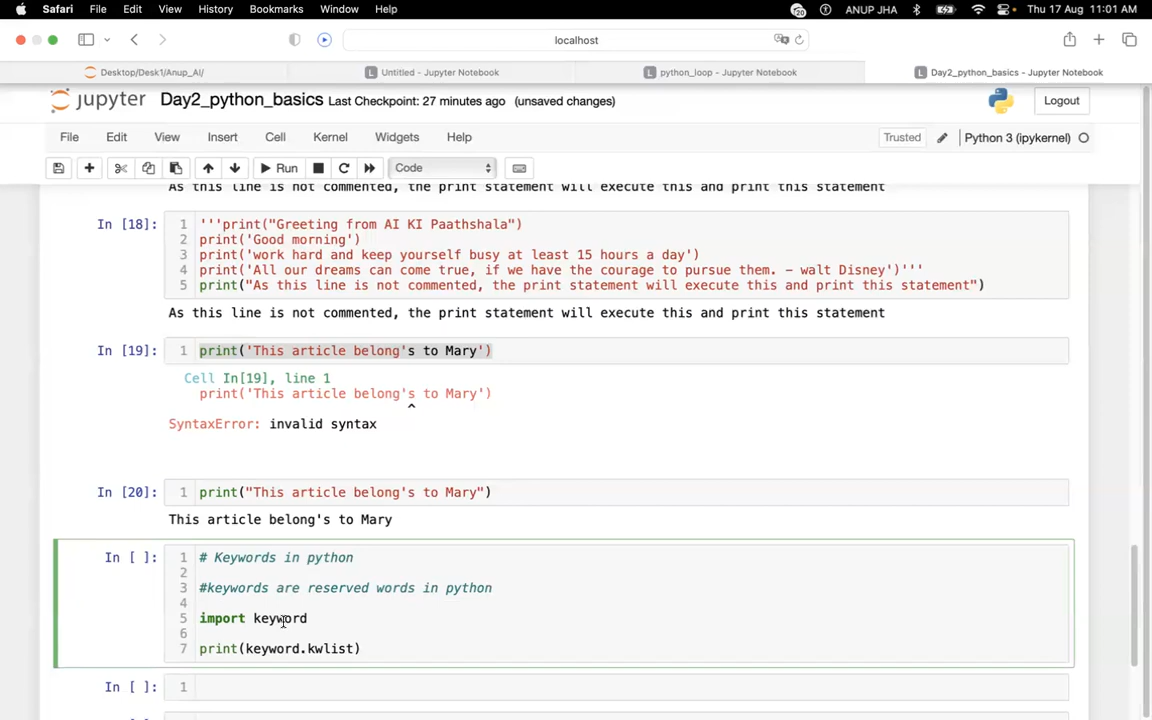 Safari File Edit View History Bookmarks Window Help 20 ANUP JHA Thu 17 Aug 11:01 AM
localhost
Desktop/Desk1/Anup_AI/ L Untitled - Jupyter Notebook L python_loop - Jupyter Notebook L Day2_python_basics - Jupyter Notebook
jupyter Day2_python_basics Last Checkpoint: 27 minutes ago (unsaved changes) Logout
File Edit View Insert Cell Kernel Widgets Help Trusted Python 3 (ipykernel)
Run Code
As this line is not commented, the print statement will execute this and print this statement
In [18]: 1 '''print("Greeting from AI KI Paathshala")
2 print('Good morning')
3 print('work hard and keep yourself busy at least 15 hours a day')
4 print('All our dreams can come true, if we have the courage to pursue them. – walt Disney')'''
5 print("As this line is not commented, the print statement will execute this and print this statement")
As this line is not commented, the print statement will execute this and print this statement
In [19]: 1 print('This article belong's to Mary')
Cell In[19], line 1
print('This article belong's to Mary')
^
SyntaxError: invalid syntax
In [20]: 1 print("This article belong's to Mary")
This article belong's to Mary
In [ ]: 1 # Keywords in python
2
3 #keywords are reserved words in python
4
5 import keyword
6
7 print(keyword.kwlist)
In [ ]: 1